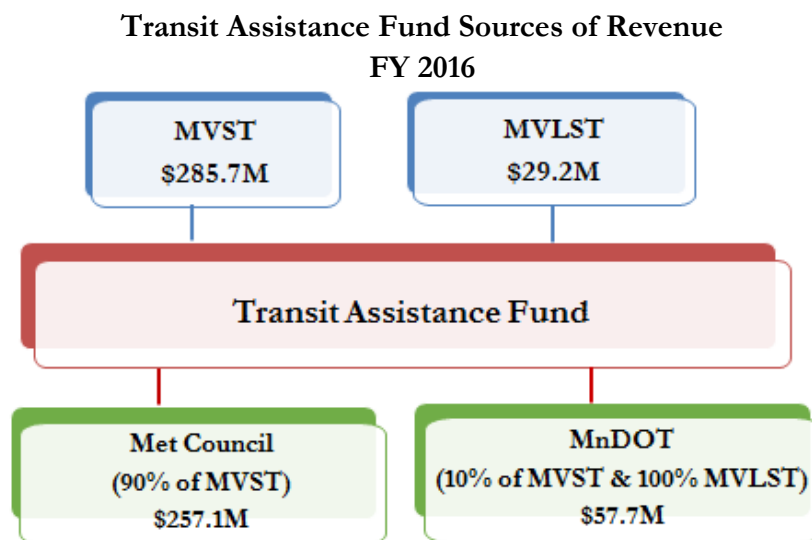 Transit Assistance Fund Sources of Revenue
FY 2016
MVST
$285.7M
MVLST
$29.2M
Transit Assistance Fund
Met Council
(90% of MVST)
$257.1M
MnDOT
(10% of MVST & 100% MVLST)
$57.7M